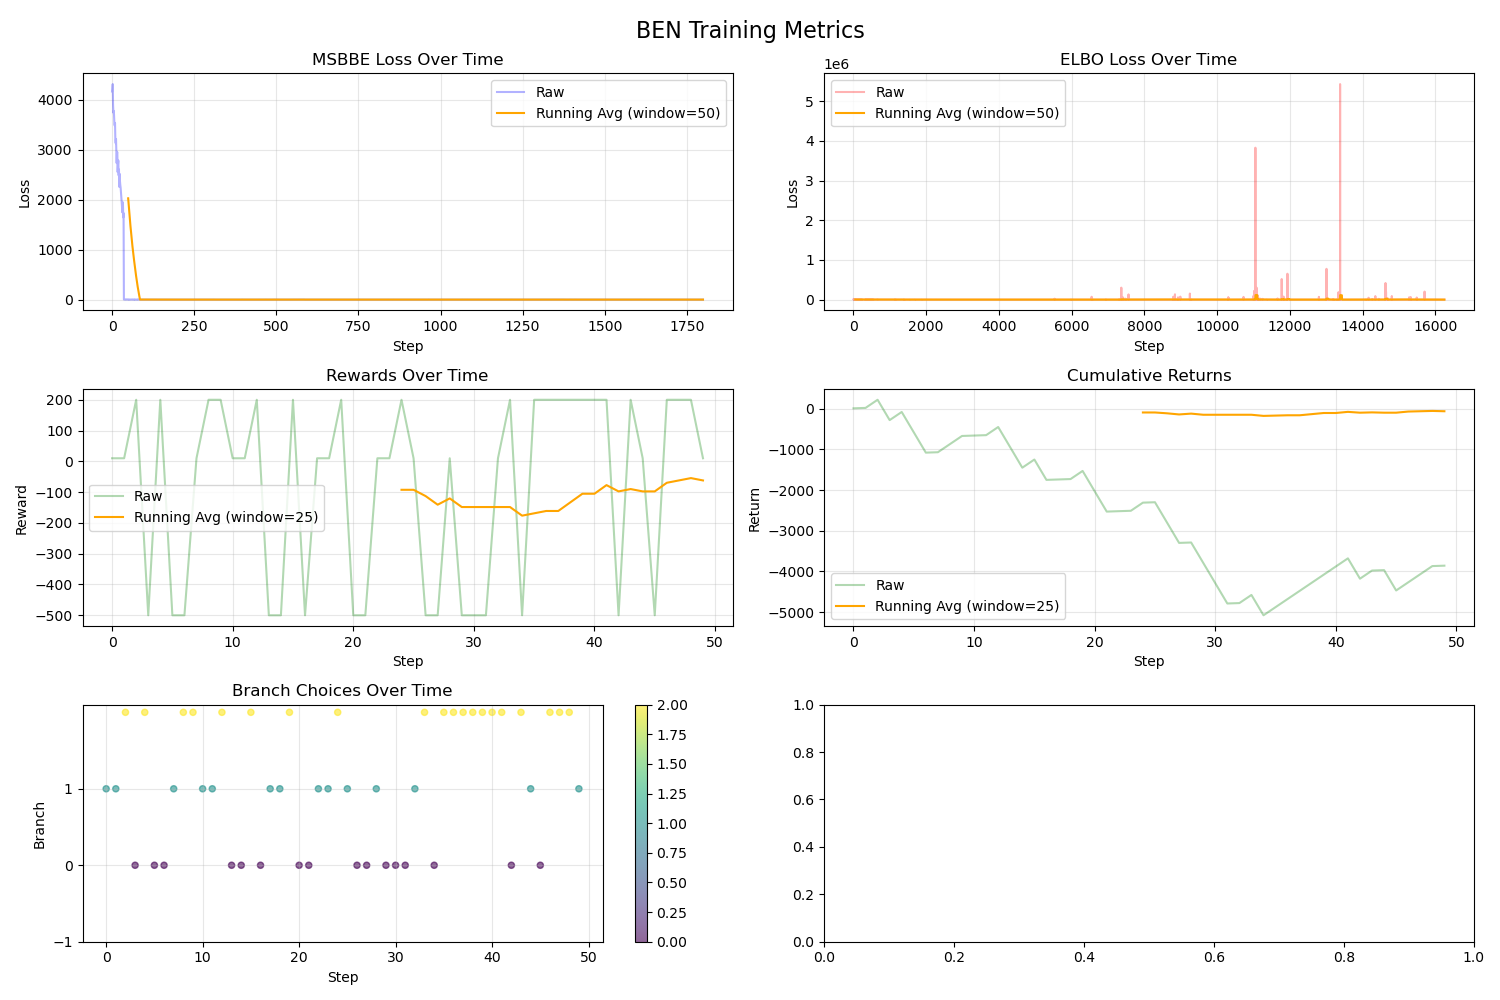 BEN Training Metrics
MSBBE Loss Over Time
Loss
4000
3000
2000
1000
0
Raw
Running Avg (window=50)
0 250 500 750 1000 1250 1500 1750
Step
ELBO Loss Over Time
1e6
Loss
5
4
3
2
1
0
Raw
Running Avg (window=50)
0 2000 4000 6000 8000 10000 12000 14000 16000
Step
Rewards Over Time
Reward
200
100
0
−100
−200
−300
−400
−500
Raw
Running Avg (window=25)
0 10 20 30 40 50
Step
Cumulative Returns
Return
0
−1000
−2000
−3000
−4000
−5000
Raw
Running Avg (window=25)
0 10 20 30 40 50
Step
Branch Choices Over Time
Branch
1
0
−1
0 10 20 30 40 50
Step
2.00
1.75
1.50
1.25
1.00
0.75
0.50
0.25
0.00
1.0
0.8
0.6
0.4
0.2
0.0
0.0 0.2 0.4 0.6 0.8 1.0